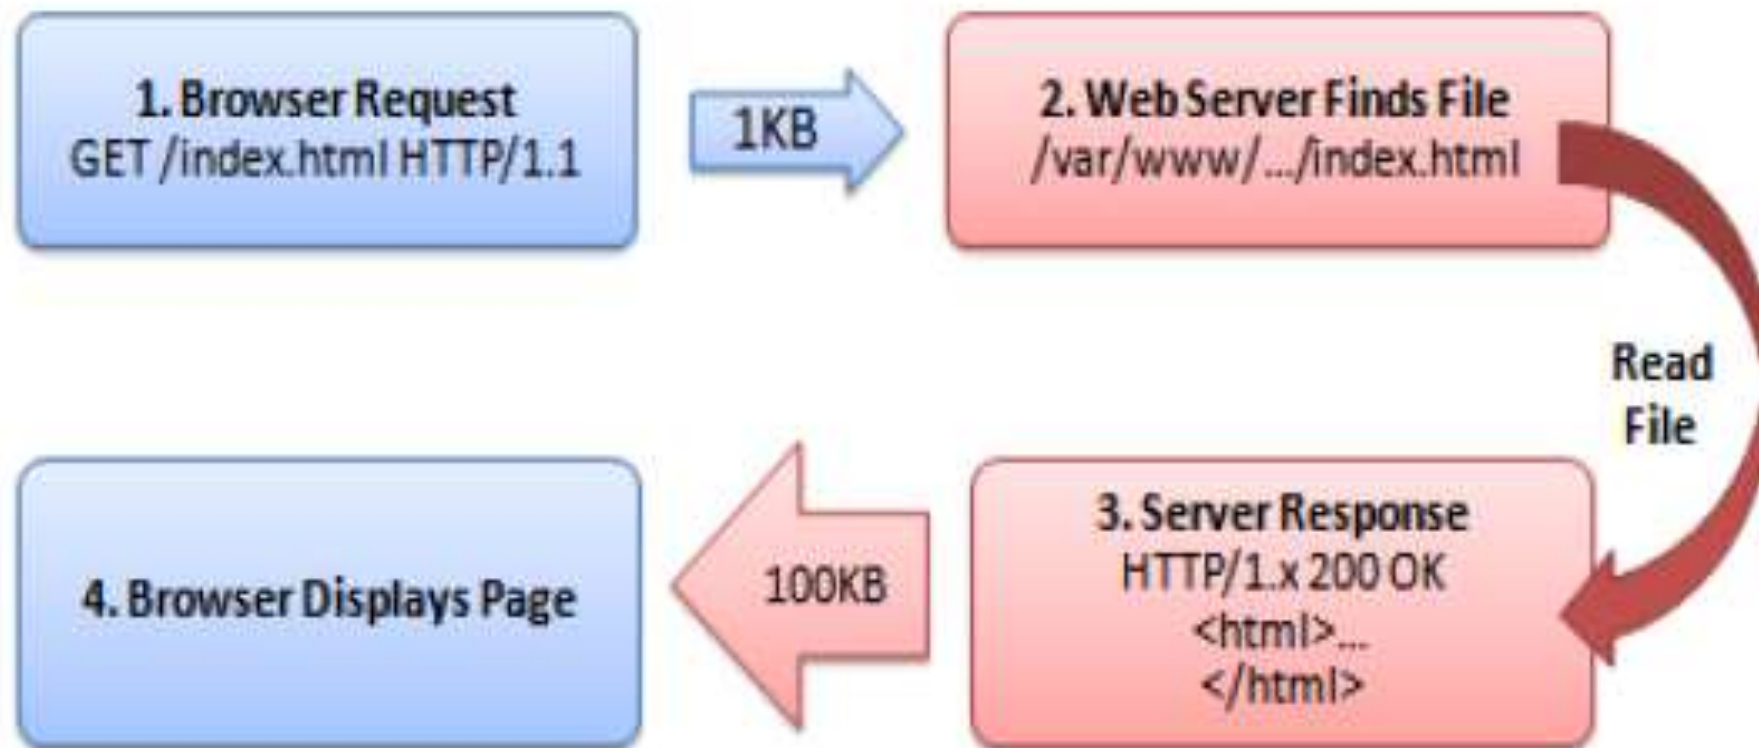 1. Browser Request
GET /index.html HTTP/1.1
1KB
2. Web Server Finds File
/var/www/.../index.html
Read
File
3. Server Response
HTTP/1.x 200 OK
<html>...
</html>
100KB
4. Browser Displays Page